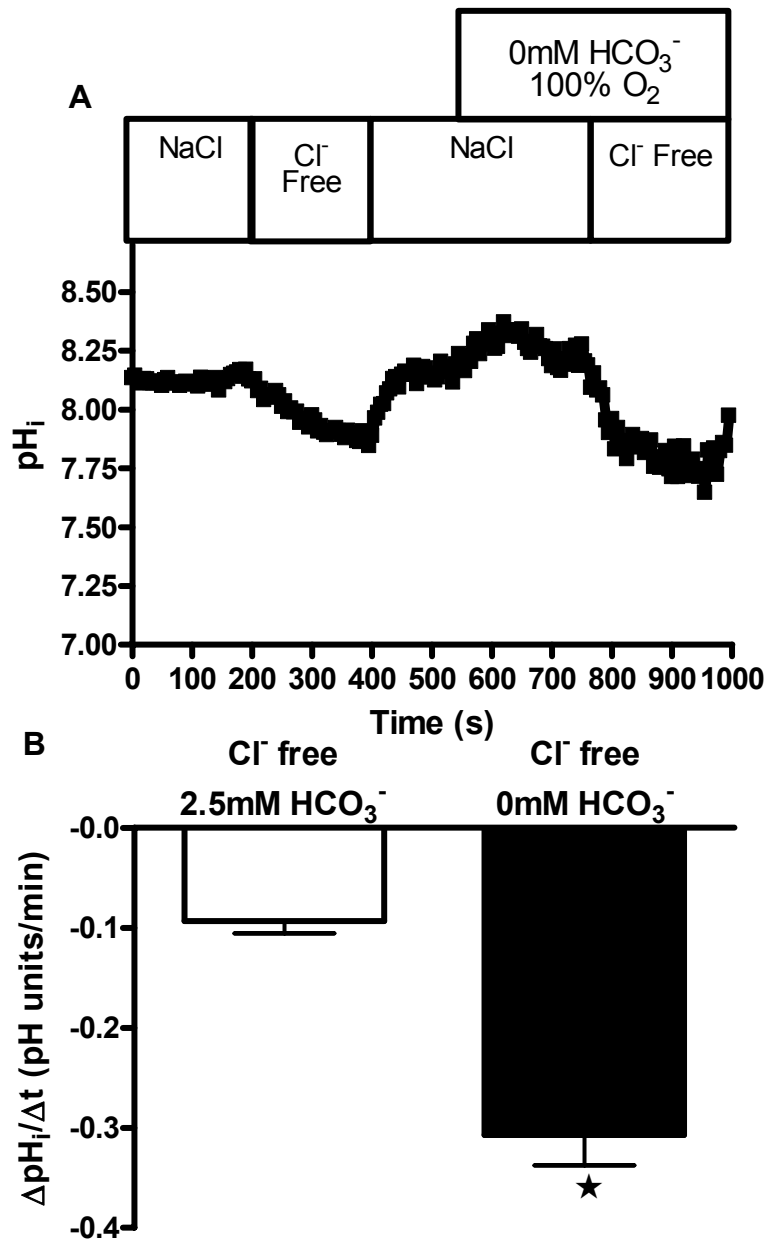 A
0mM HCO₃⁻
100% O₂
NaCl
Cl⁻
Free
NaCl
Cl⁻ Free
8.50
8.25
8.00
7.75
7.50
7.25
7.00
pHᵢ
0 100 200 300 400 500 600 700 800 900 1000
Time (s)
B
Cl⁻ free
2.5mM HCO₃⁻
Cl⁻ free
0mM HCO₃⁻
-0.0
-0.1
-0.2
-0.3
-0.4
ΔpHᵢ/Δt (pH units/min)